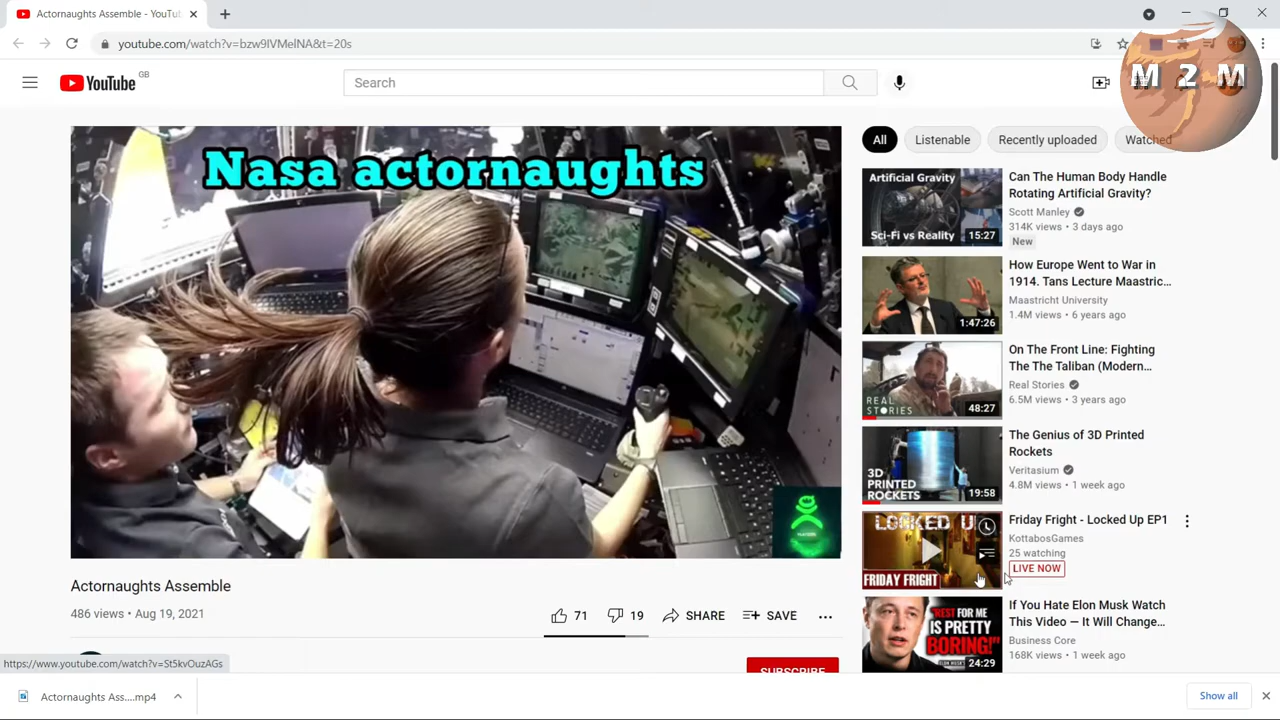 Actornaughts Assemble - YouTu
youtube.com/watch?v=bzw9IVMelNA&t=20s
M 2 M
YouTube GB
Search
All
Listenable
Recently uploaded
Watched
Nasa actornaughts
Artificial Gravity
Sci-Fi vs Reality
15:27
Can The Human Body Handle
Rotating Artificial Gravity?
Scott Manley
314K views • 3 days ago
New
1:47:26
How Europe Went to War in
1914. Tans Lecture Maastric...
Maastricht University
1.4M views • 6 years ago
REAL
STORIES
48:27
On The Front Line: Fighting
The The Taliban (Modern...
Real Stories
6.5M views • 3 years ago
3D
PRINTED
ROCKETS
19:58
The Genius of 3D Printed
Rockets
Veritasium
4.8M views • 1 week ago
LOCKED U
FRIDAY FRIGHT
Friday Fright - Locked Up EP1
KottabosGames
25 watching
LIVE NOW
"REST FOR ME
IS PRETTY
BORING!"
24:29
If You Hate Elon Musk Watch
This Video — It Will Change...
Business Core
168K views • 1 week ago
Actornaughts Assemble
486 views • Aug 19, 2021
71
19
SHARE
SAVE
SUBSCRIBE
https://www.youtube.com/watch?v=St5kvOuzAGs
Actornaughts Ass....mp4
Show all